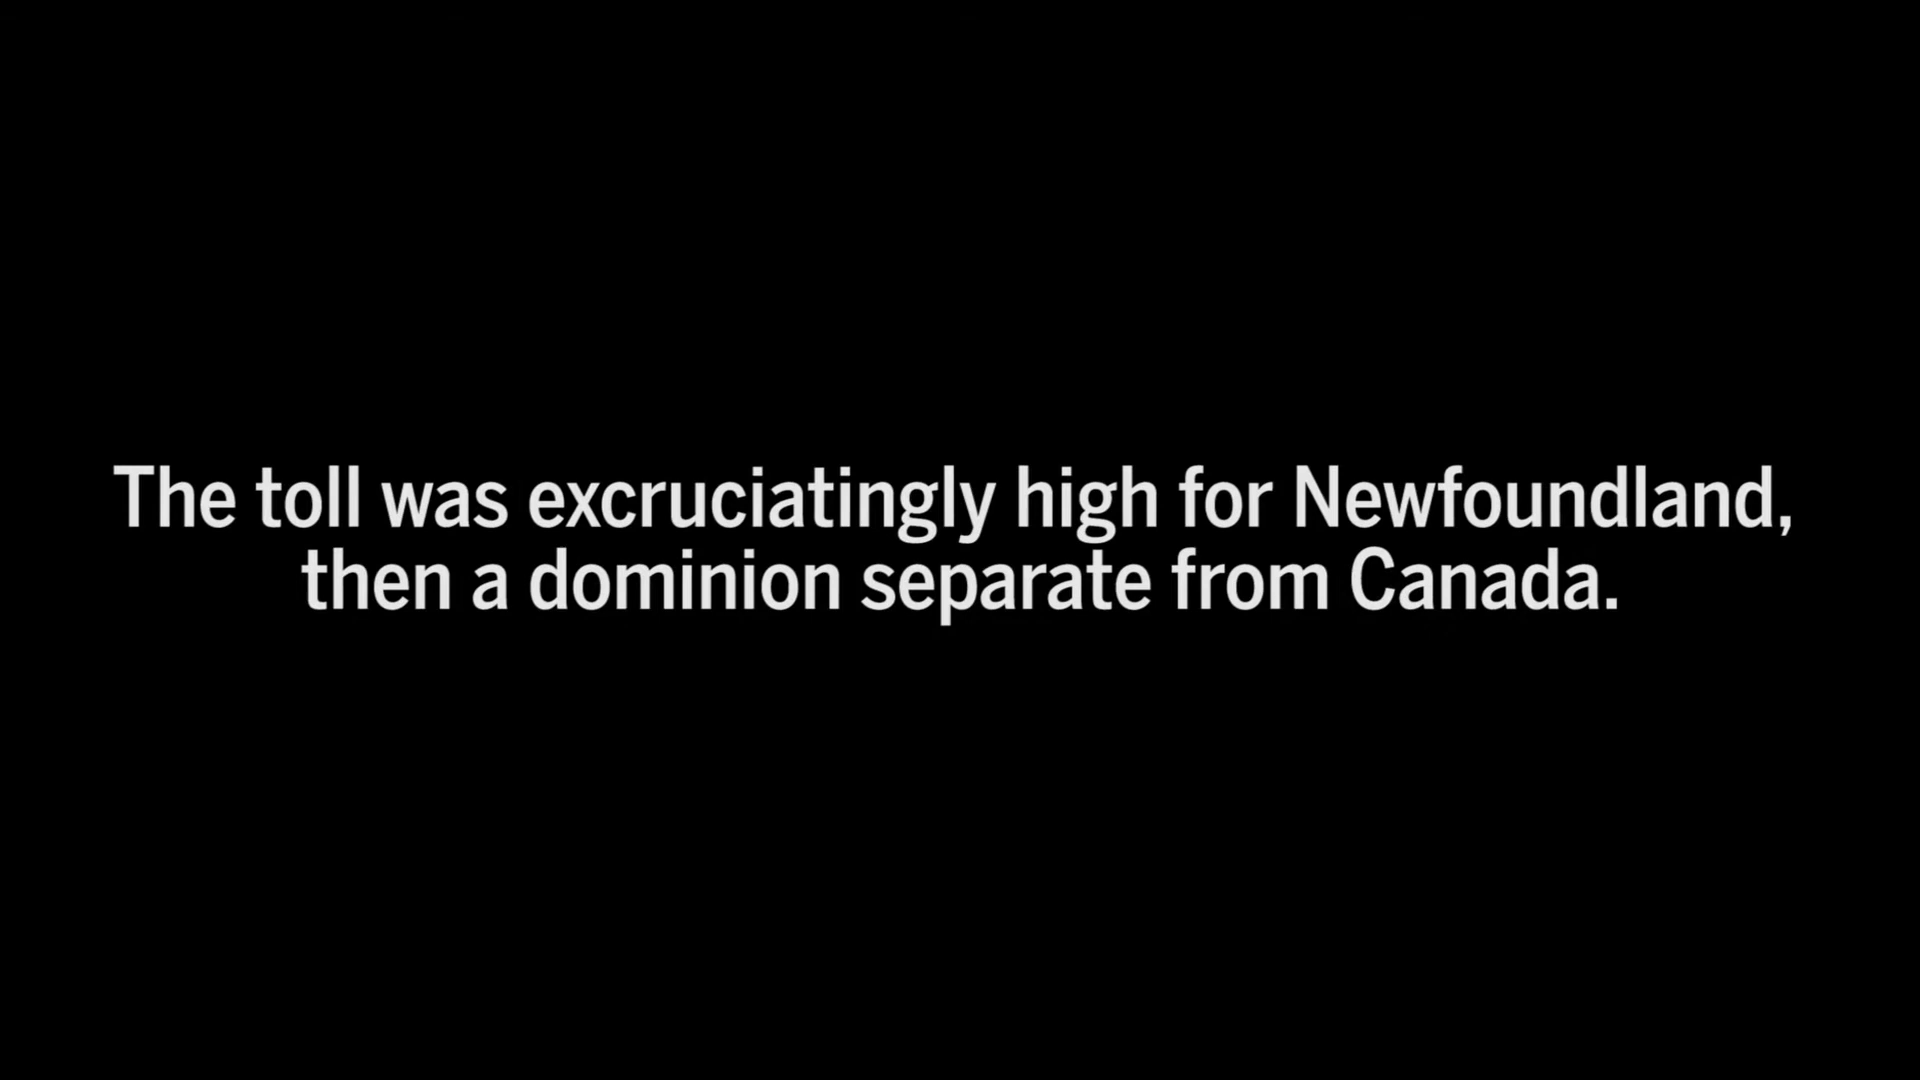 The toll was excruciatingly high for Newfoundland,
then a dominion separate from Canada.